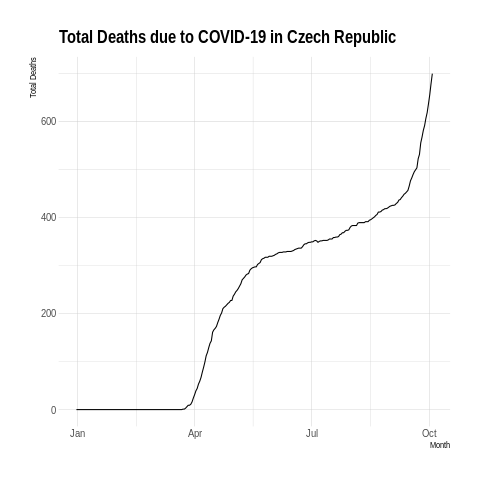 Total Deaths due to COVID-19 in Czech Republic
Total Deaths
600
400
200
0
Jan Apr Jul Oct
Month